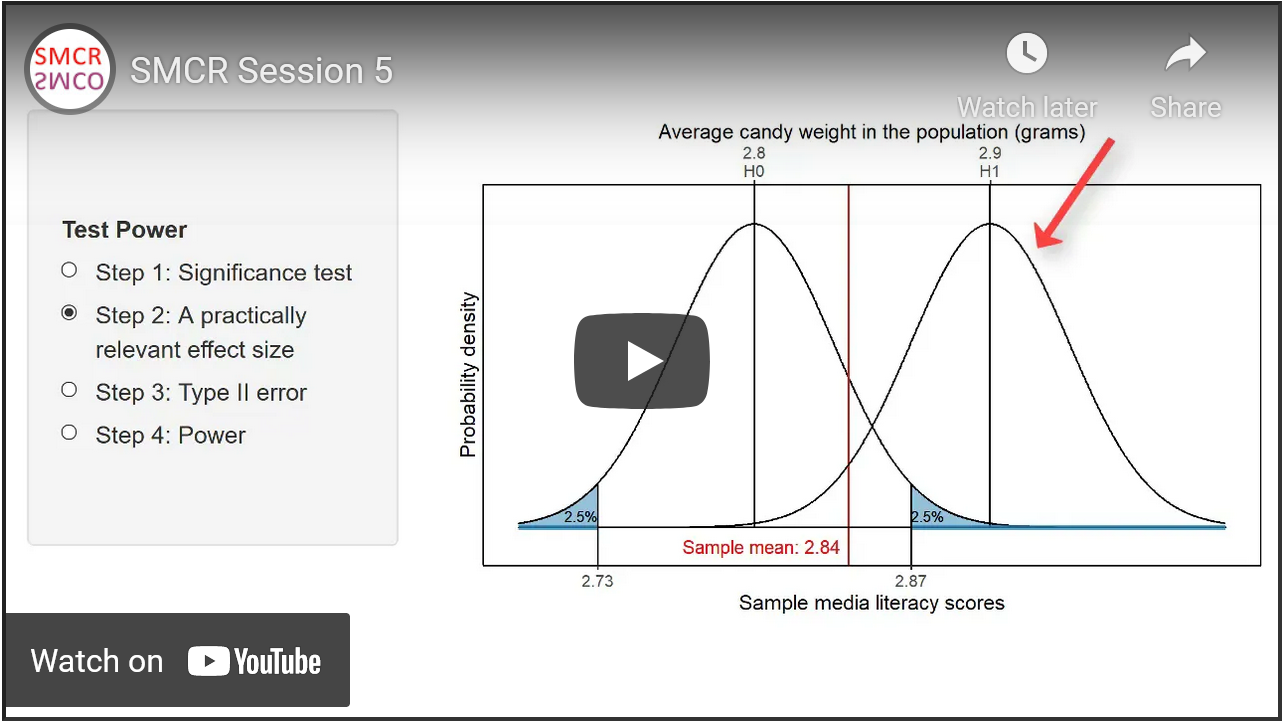 SMCR
SMCO
SMCR Session 5
Watch later
Share
Test Power
Step 1: Significance test
Step 2: A practically
relevant effect size
Step 3: Type II error
Step 4: Power
Average candy weight in the population (grams)
2.8
2.9
H0
H1
Probability density
2.5%
2.5%
Sample mean: 2.84
2.73
2.87
Sample media literacy scores
Watch on YouTube